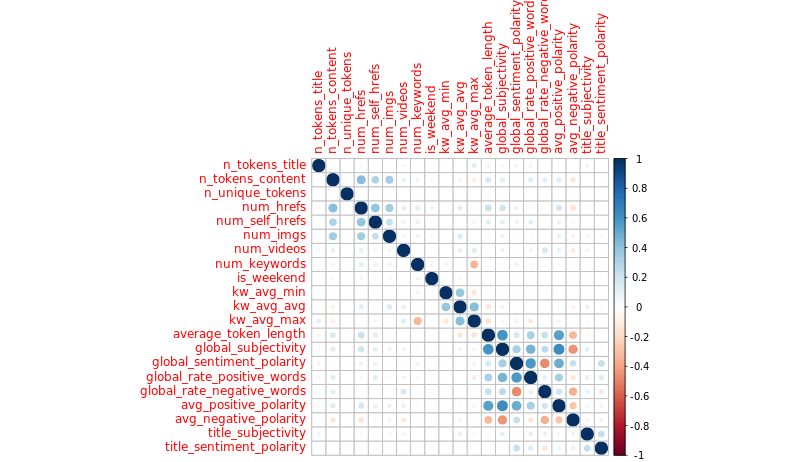 n_tokens_title
n_tokens_content
n_unique_tokens
num_hrefs
num_self_hrefs
num_imgs
num_videos
num_keywords
is_weekend
kw_avg_min
kw_avg_avg
kw_avg_max
average_token_length
global_subjectivity
global_sentiment_polarity
global_rate_positive_word
global_rate_negative_wor
avg_positive_polarity
avg_negative_polarity
title_subjectivity
title_sentiment_polarity
n_tokens_title
n_tokens_content
n_unique_tokens
num_hrefs
num_self_hrefs
num_imgs
num_videos
num_keywords
is_weekend
kw_avg_min
kw_avg_avg
kw_avg_max
average_token_length
global_subjectivity
global_sentiment_polarity
global_rate_positive_words
global_rate_negative_words
avg_positive_polarity
avg_negative_polarity
title_subjectivity
title_sentiment_polarity
1
0.8
0.6
0.4
0.2
0
-0.2
-0.4
-0.6
-0.8
-1